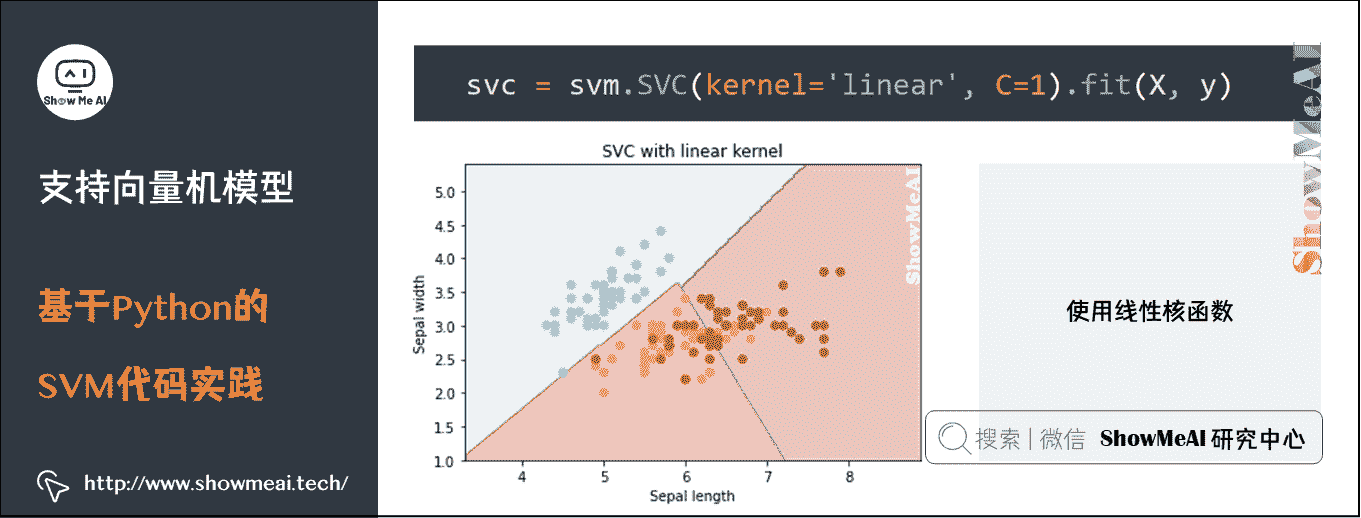 Show Me AI
支持向量机模型
基于Python的
SVM代码实践
http://www.showmeai.tech/
svc = svm.SVC(kernel='linear', C=1).fit(X, y)
ShowMeAI
SVC with linear kernel
ShowMeAI
Sepal width
5.0
4.5
4.0
3.5
3.0
2.5
2.0
1.5
1.0
4 5 6 7 8
Sepal length
使用线性核函数
搜索 | 微信 ShowMeAI 研究中心